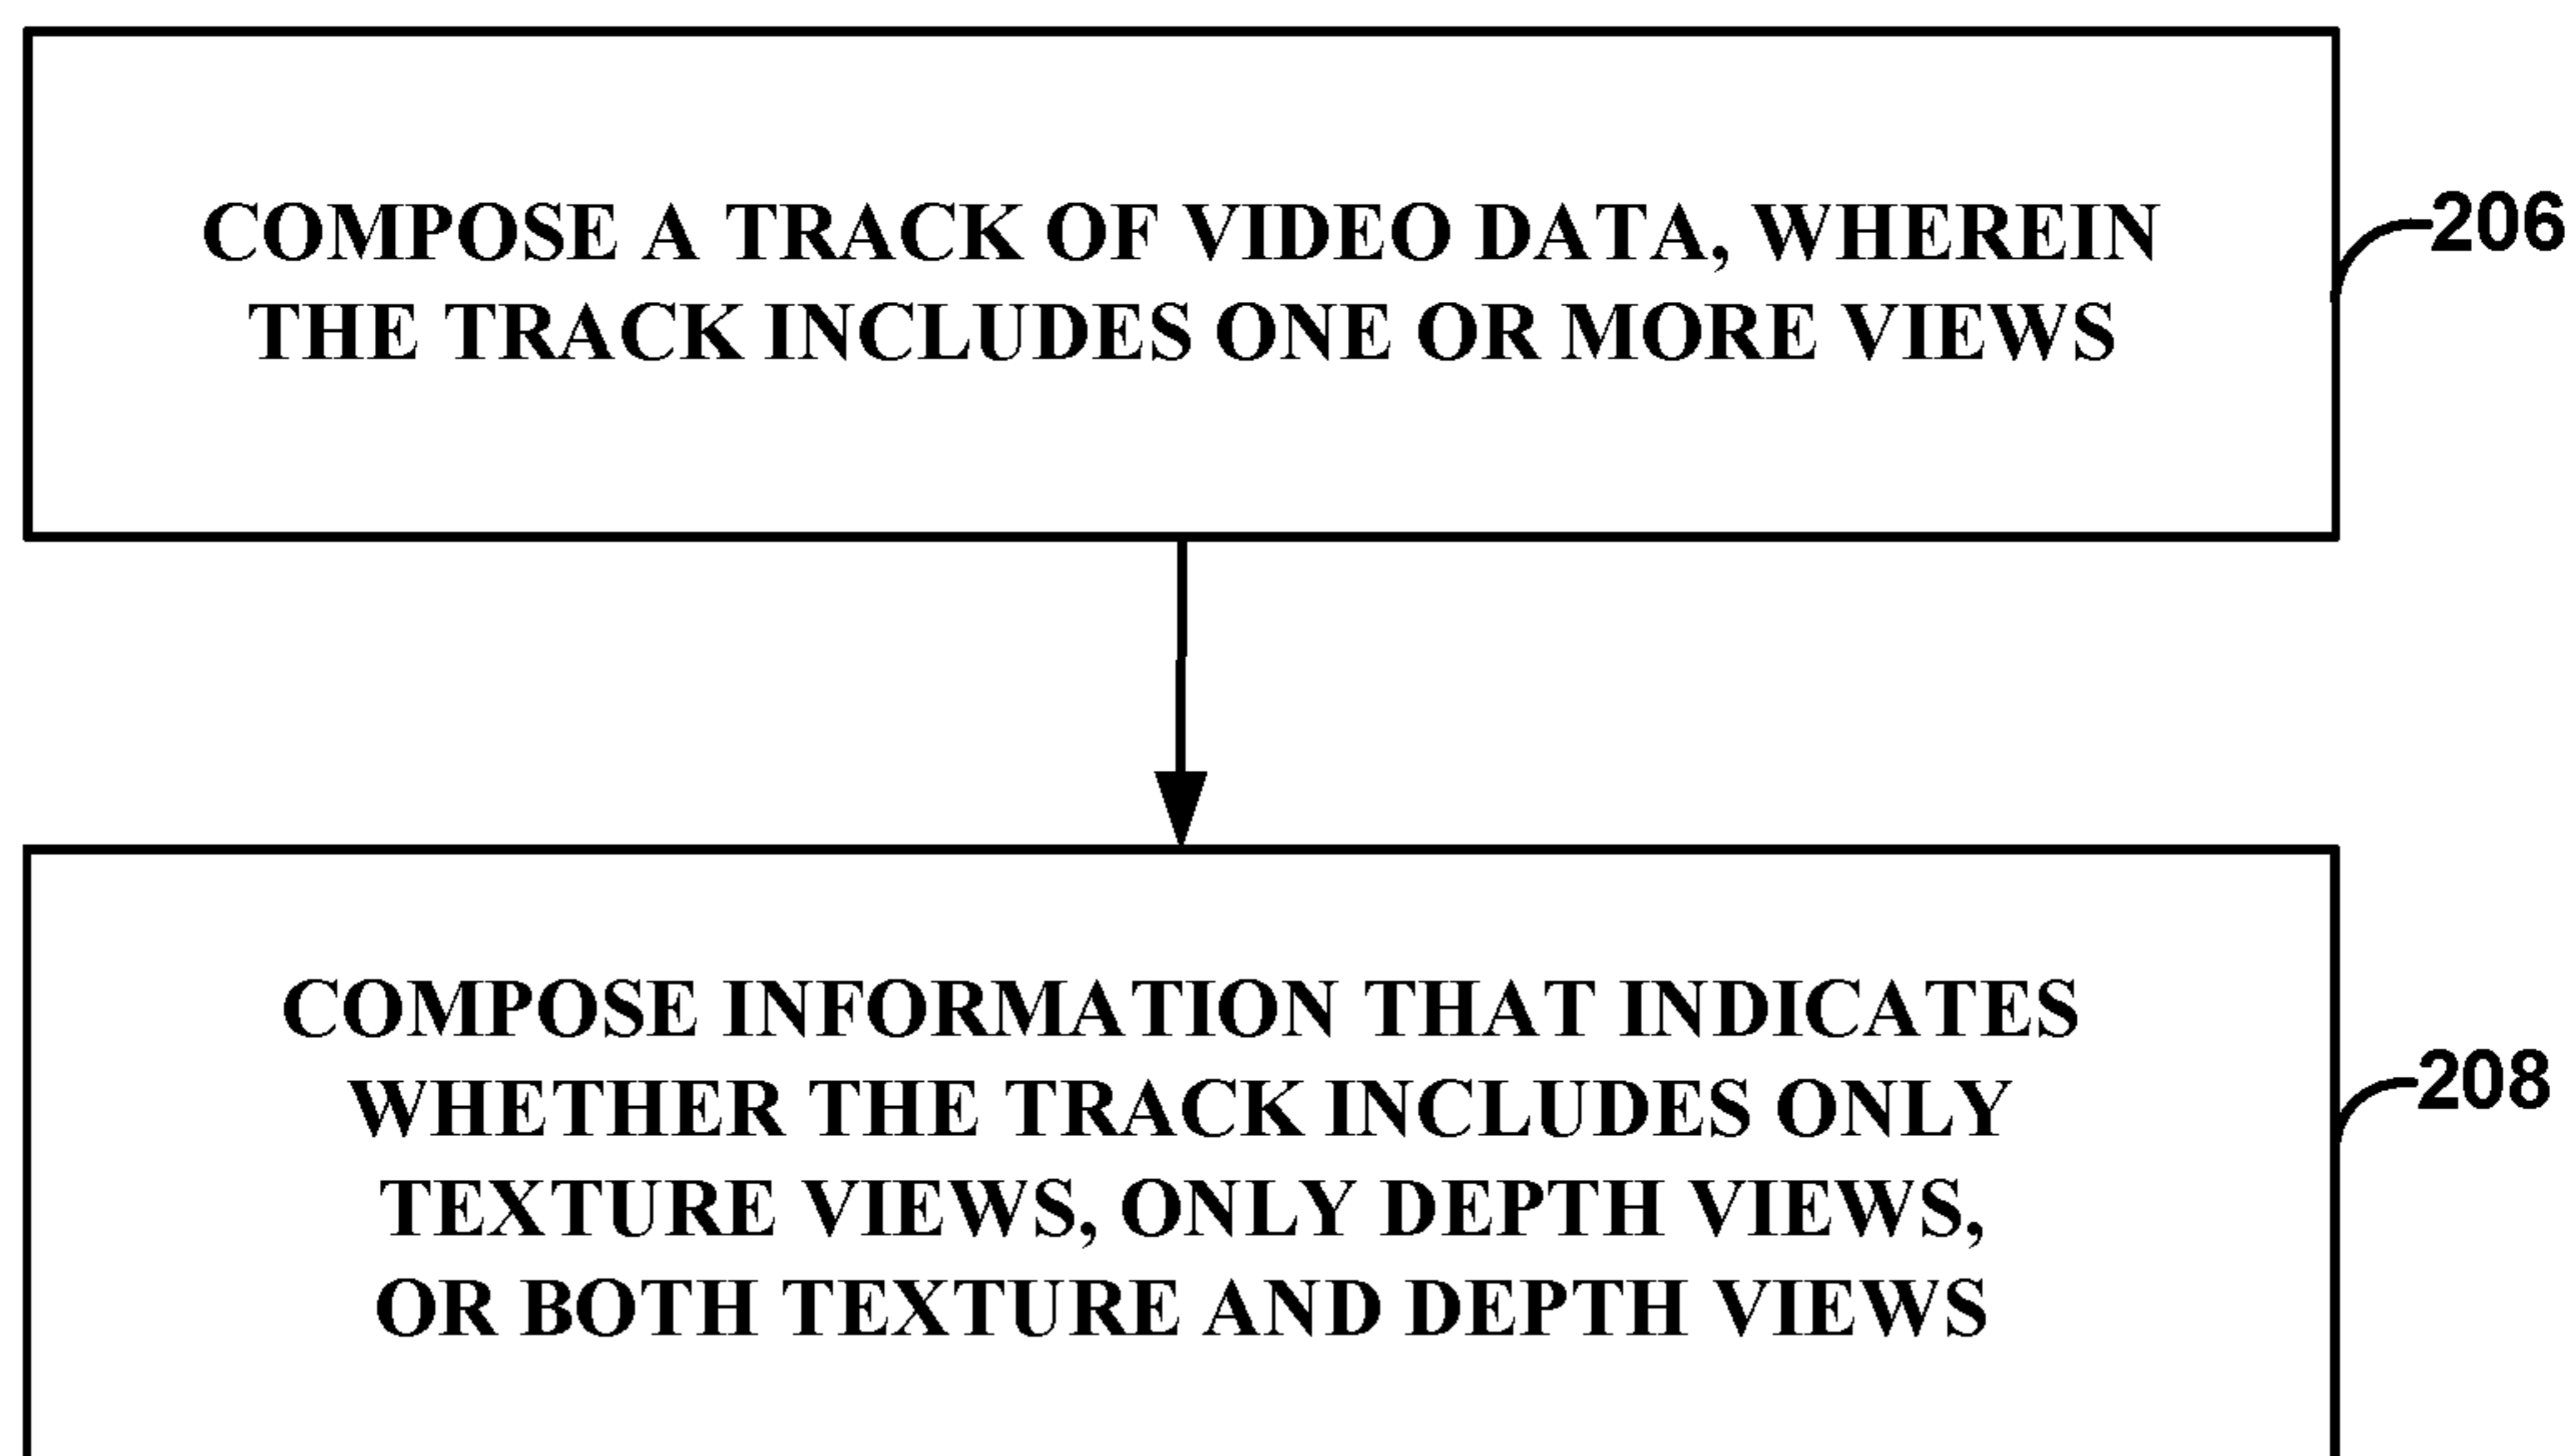 COMPOSE A TRACK OF VIDEO DATA, WHEREIN
THE TRACK INCLUDES ONE OR MORE VIEWS
206
COMPOSE INFORMATION THAT INDICATES
WHETHER THE TRACK INCLUDES ONLY
TEXTURE VIEWS, ONLY DEPTH VIEWS,
OR BOTH TEXTURE AND DEPTH VIEWS
208